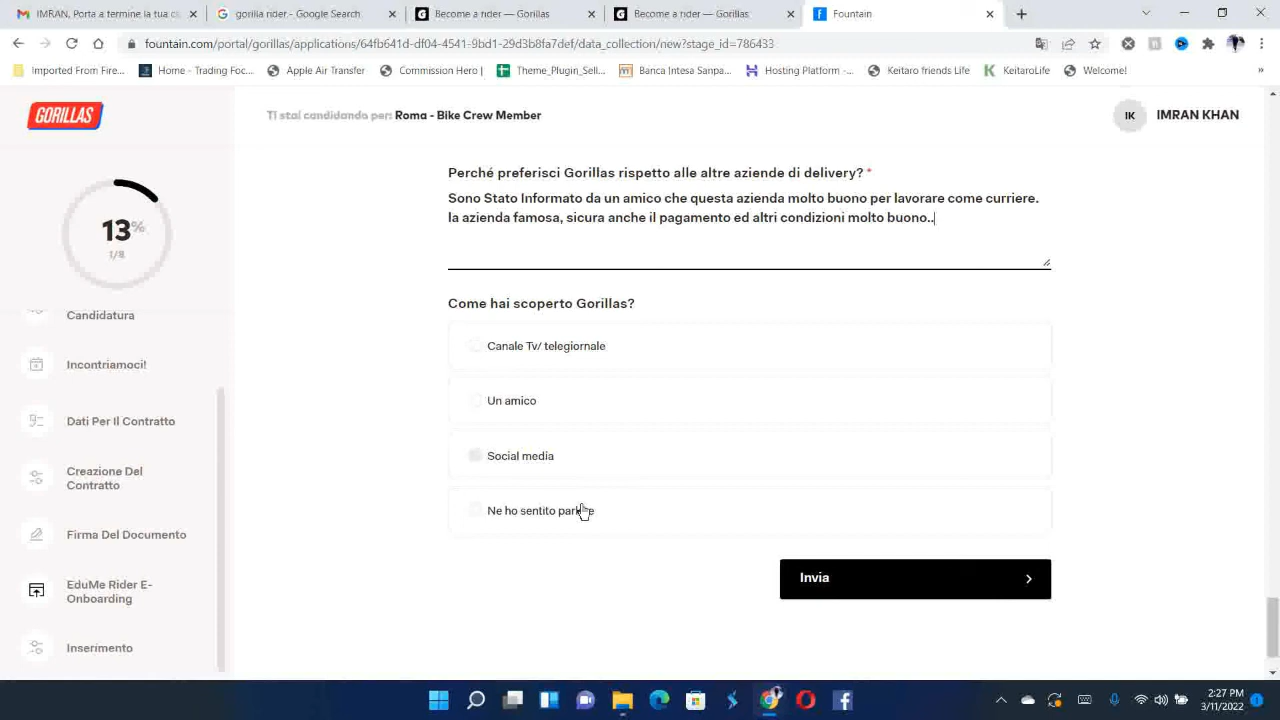 IMRAN, Porta a termine la tua c
gorilla rider - Google Search
Become a rider — Gorillas
Become a rider — Gorillas
Fountain
fountain.com/portal/gorillas/applications/64fb641d-df04-4541-9bd1-29d3b8fa7def/data_collection/new?stage_id=786433
Imported From Fire...
Home - Trading Foc...
Apple Air Transfer
Commission Hero |
Theme_Plugin_Sell...
Banca Intesa Sanpa...
Hosting Platform -...
Keitaro friends Life
KeitaroLife
Welcome!
»
GORILLAS
Ti stai candidando per: Roma - Bike Crew Member
IK
IMRAN KHAN
13%
1/8
Candidatura
Incontriamoci!
Dati Per Il Contratto
Creazione Del
Contratto
Firma Del Documento
EduMe Rider E-
Onboarding
Inserimento
Perché preferisci Gorillas rispetto alle altre aziende di delivery? *
Sono Stato Informato da un amico che questa azienda molto buono per lavorare come curriere.
la azienda famosa, sicura anche il pagamento ed altri condizioni molto buono..
Come hai scoperto Gorillas?
Canale Tv/ telegiornale
Un amico
Social media
Ne ho sentito parlare
Invia
2:27 PM
3/11/2022